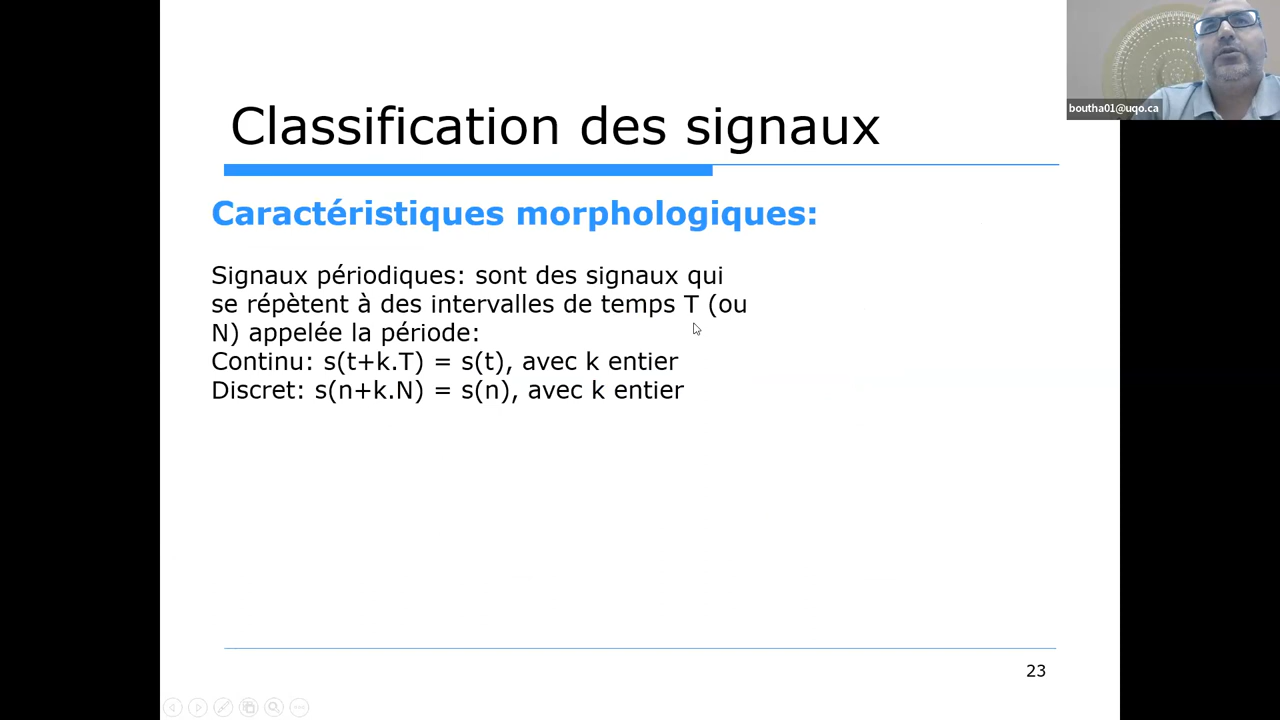 boutha01@uqo.ca
Classification des signaux
Caractéristiques morphologiques:
Signaux périodiques: sont des signaux qui
se répètent à des intervalles de temps T (ou
N) appelée la période:
Continu: s(t+k.T) = s(t), avec k entier
Discret: s(n+k.N) = s(n), avec k entier
23